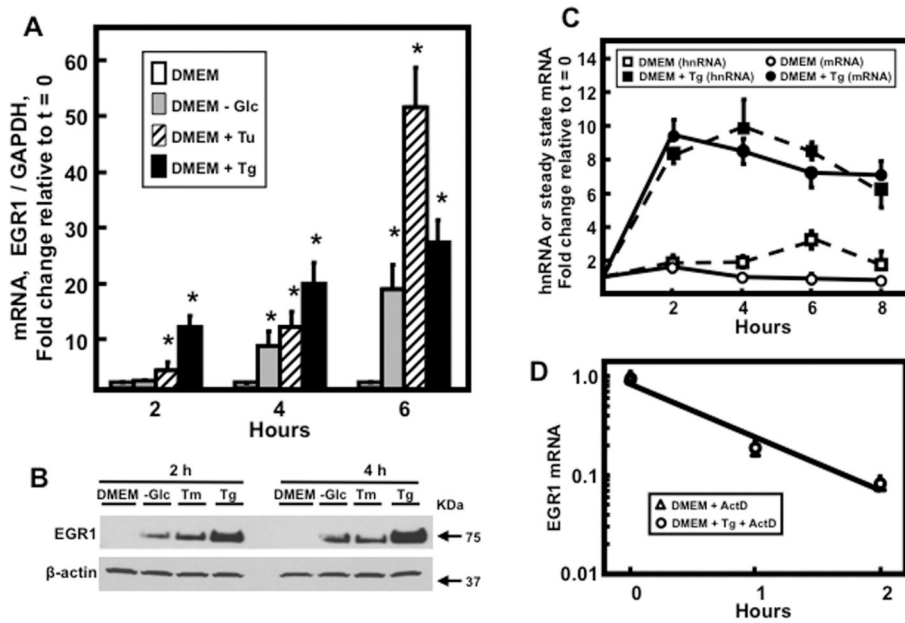 A
mRNA, EGR1 / GAPDH,
Fold change relative to t = 0
60
50
40
30
20
10
DMEM
DMEM - Glc
DMEM + Tu
DMEM + Tg
*
*
*
*
*
*
*
*
2
4
6
Hours
B
2 h
4 h
DMEM -Glc Tm Tg
DMEM -Glc Tm Tg
KDa
EGR1
75
β-actin
37
C
hnRNA or steady state mRNA
Fold change relative to t = 0
14
12
10
8
6
4
2
DMEM (hnRNA) DMEM (mRNA)
DMEM + Tg (hnRNA) DMEM + Tg (mRNA)
2
4
6
8
Hours
D
EGR1 mRNA
1.0
0.1
0.01
DMEM + ActD
DMEM + Tg + ActD
0
1
2
Hours